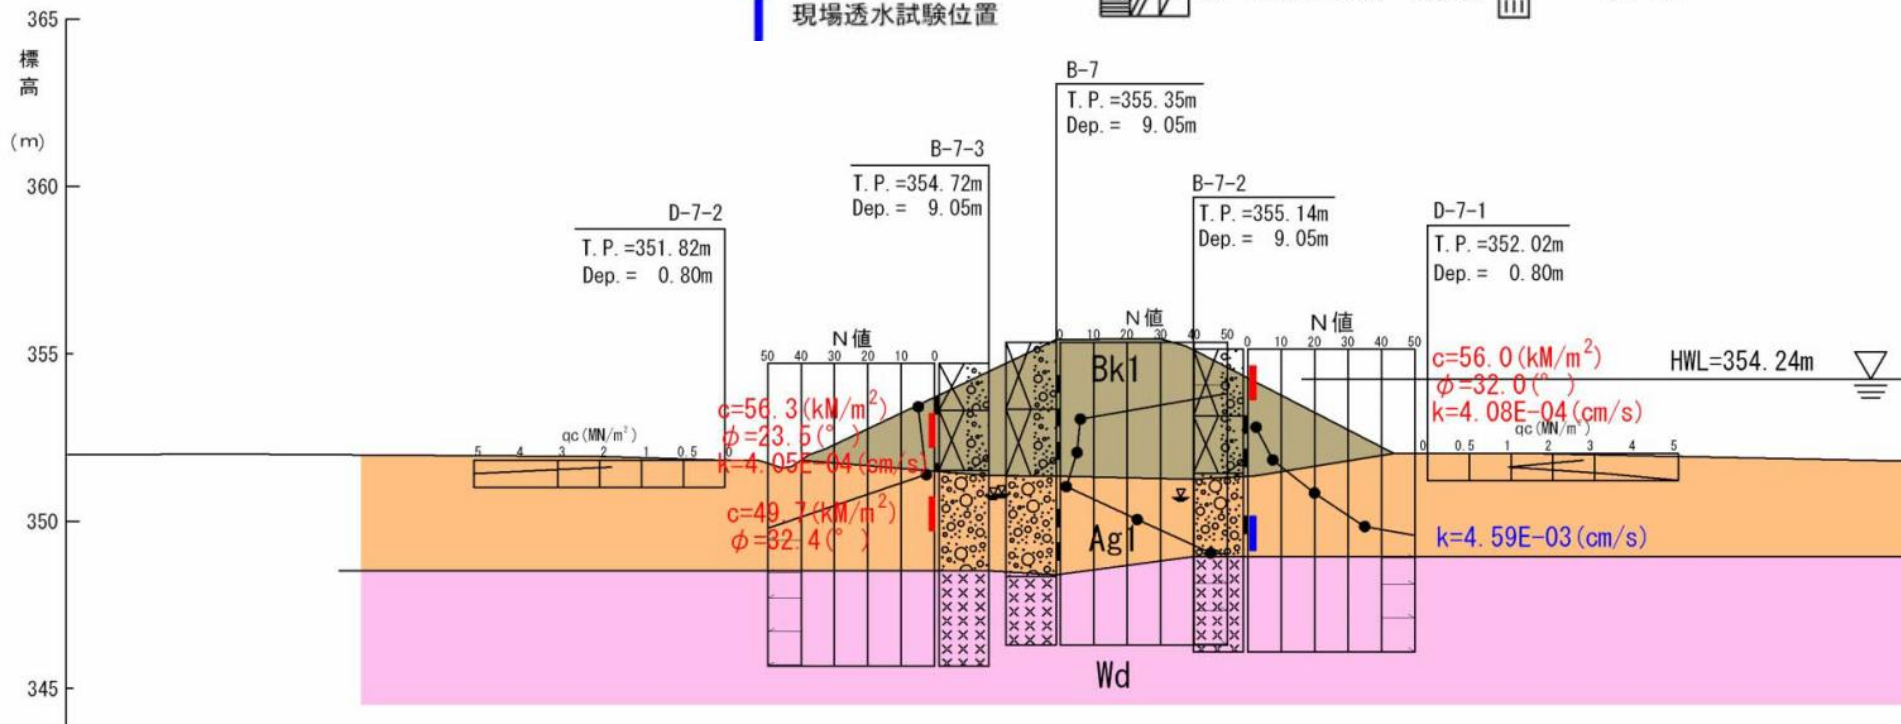 現場透水試験位置
365
標
高
(m)
360
355
350
345
B-7
T.P.=355.35m
Dep.= 9.05m
B-7-3
T.P.=354.72m
Dep.= 9.05m
B-7-2
T.P.=355.14m
Dep.= 9.05m
D-7-2
T.P.=351.82m
Dep.= 0.80m
D-7-1
T.P.=352.02m
Dep.= 0.80m
N値
50 40 30 20 10 0
N値
0 10 20 30 40 50
N値
0 10 20 30 40 50
c=56.0(kM/m²)
φ=32.0(°)
k=4.08E-04(cm/s)
HWL=354.24m
Bk1
c=56.3(kM/m²)
φ=23.5(°)
k=4.05E-04(cm/s)
qc(MN/m²)
5 4 3 2 1 0.5 0
qc(MN/m²)
0 0.5 1 2 3 4 5
c=49.7(kM/m²)
φ=32.4(°)
Ag1
k=4.59E-03(cm/s)
Wd